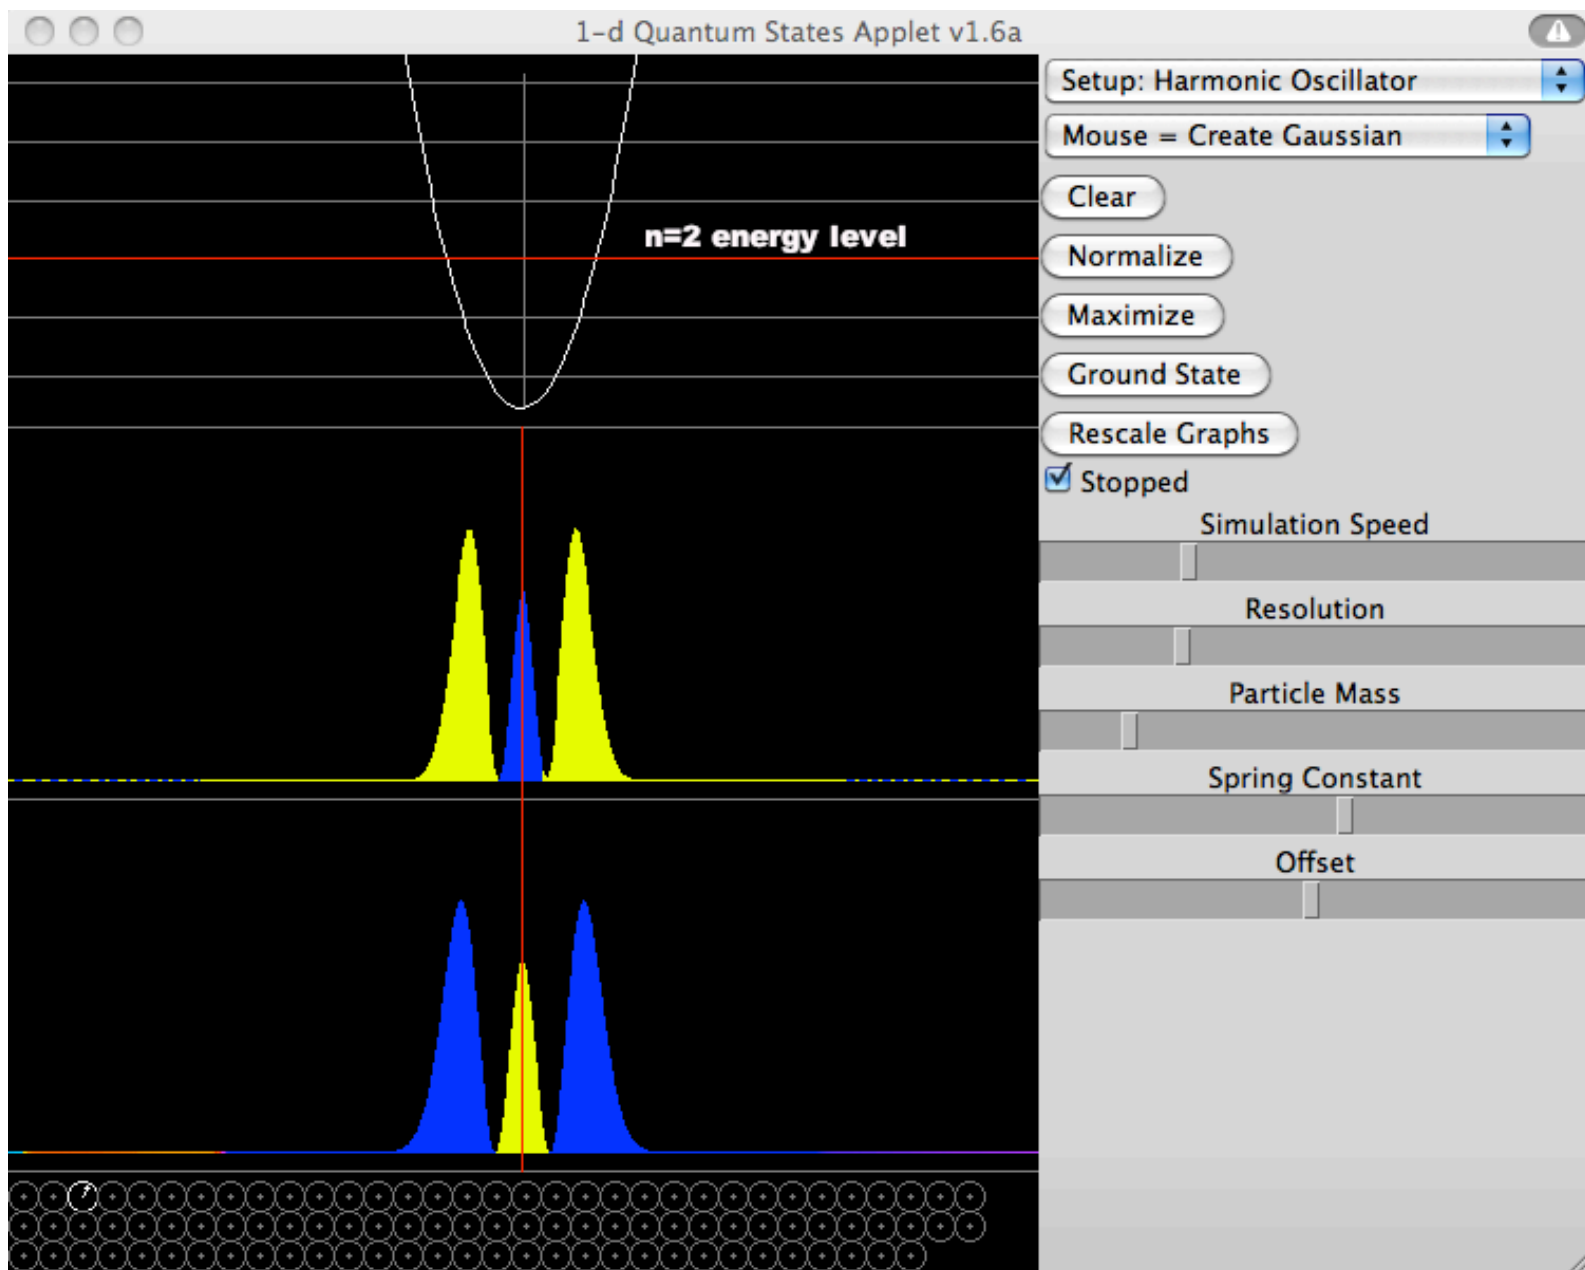 1-d Quantum States Applet v1.6a
Setup: Harmonic Oscillator
Mouse = Create Gaussian
Clear
n=2 energy level
Normalize
Maximize
Ground State
Rescale Graphs
Stopped
Simulation Speed
Resolution
Particle Mass
Spring Constant
Offset